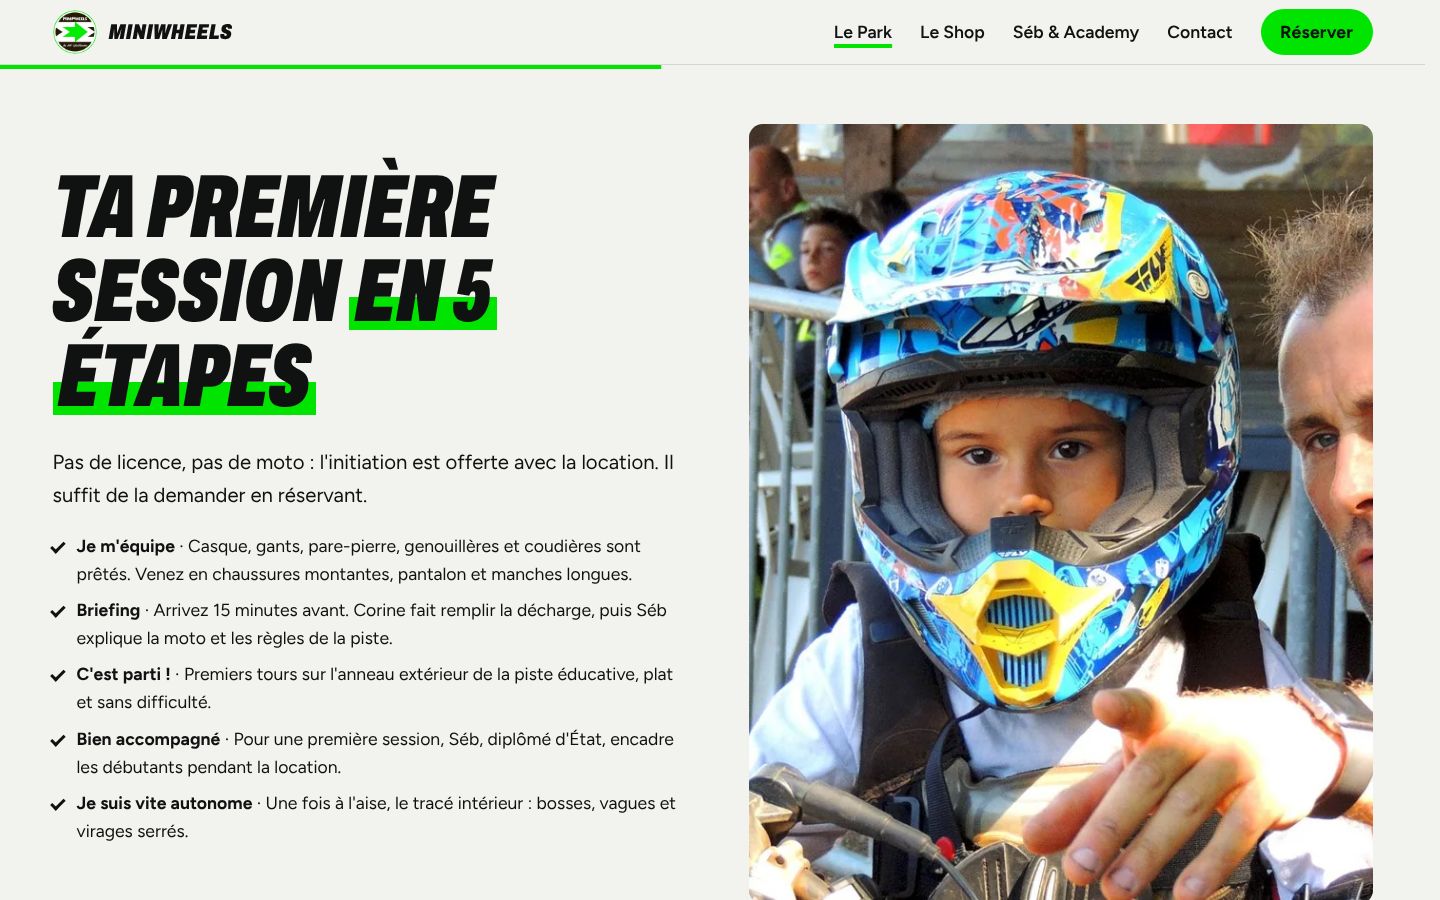 MINIWHEELS
Le Park
Le Shop
Séb & Academy
Contact
Réserver
TA PREMIÈRE
SESSION EN 5
ÉTAPES
Pas de licence, pas de moto : l'initiation est offerte avec la location. Il
suffit de la demander en réservant.
Je m'équipe · Casque, gants, pare-pierre, genouillères et coudières sont
prêtés. Venez en chaussures montantes, pantalon et manches longues.
Briefing · Arrivez 15 minutes avant. Corine fait remplir la décharge, puis Séb
explique la moto et les règles de la piste.
C'est parti ! · Premiers tours sur l'anneau extérieur de la piste éducative, plat
et sans difficulté.
Bien accompagné · Pour une première session, Séb, diplômé d'État, encadre
les débutants pendant la location.
Je suis vite autonome · Une fois à l'aise, le tracé intérieur : bosses, vagues et
virages serrés.
FLY